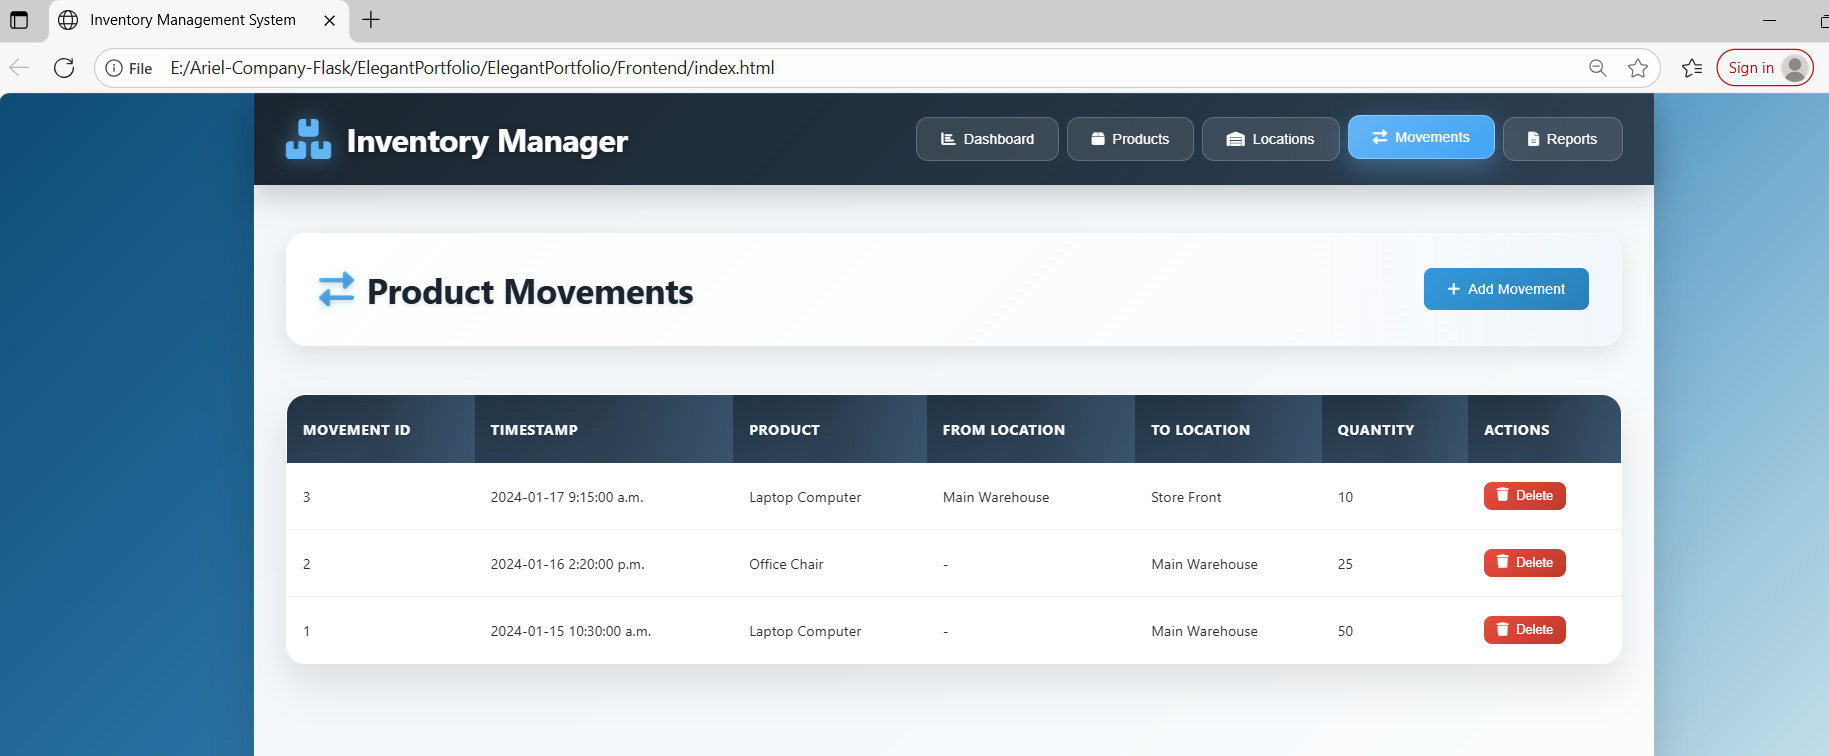 Inventory Management System
File E:/Ariel-Company-Flask/ElegantPortfolio/ElegantPortfolio/Frontend/index.html Sign in
Inventory Manager Dashboard Products Locations Movements Reports
Product Movements + Add Movement
MOVEMENT ID TIMESTAMP PRODUCT FROM LOCATION TO LOCATION QUANTITY ACTIONS
3 2024-01-17 9:15:00 a.m. Laptop Computer Main Warehouse Store Front 10 Delete
2 2024-01-16 2:20:00 p.m. Office Chair - Main Warehouse 25 Delete
1 2024-01-15 10:30:00 a.m. Laptop Computer - Main Warehouse 50 Delete